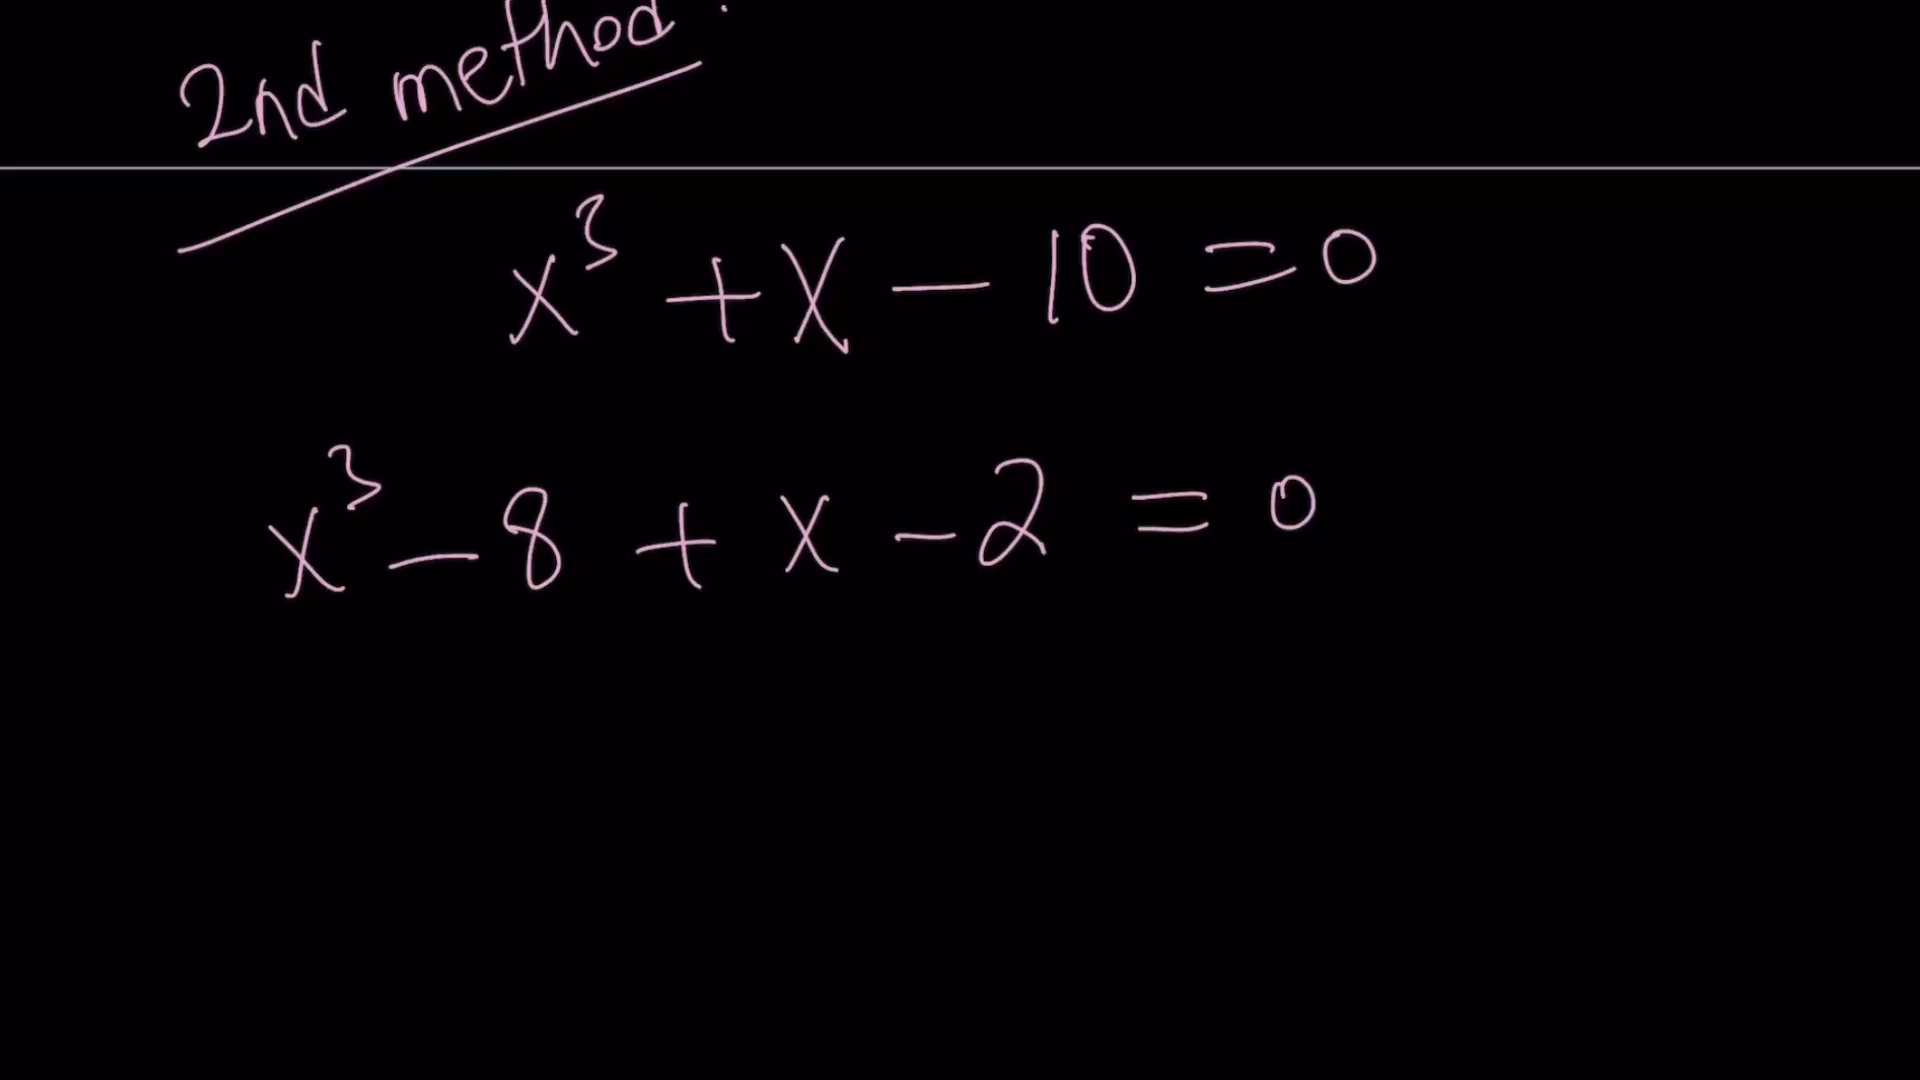 2nd method:
x³ + x - 10 = 0
x³ - 8 + x - 2 = 0